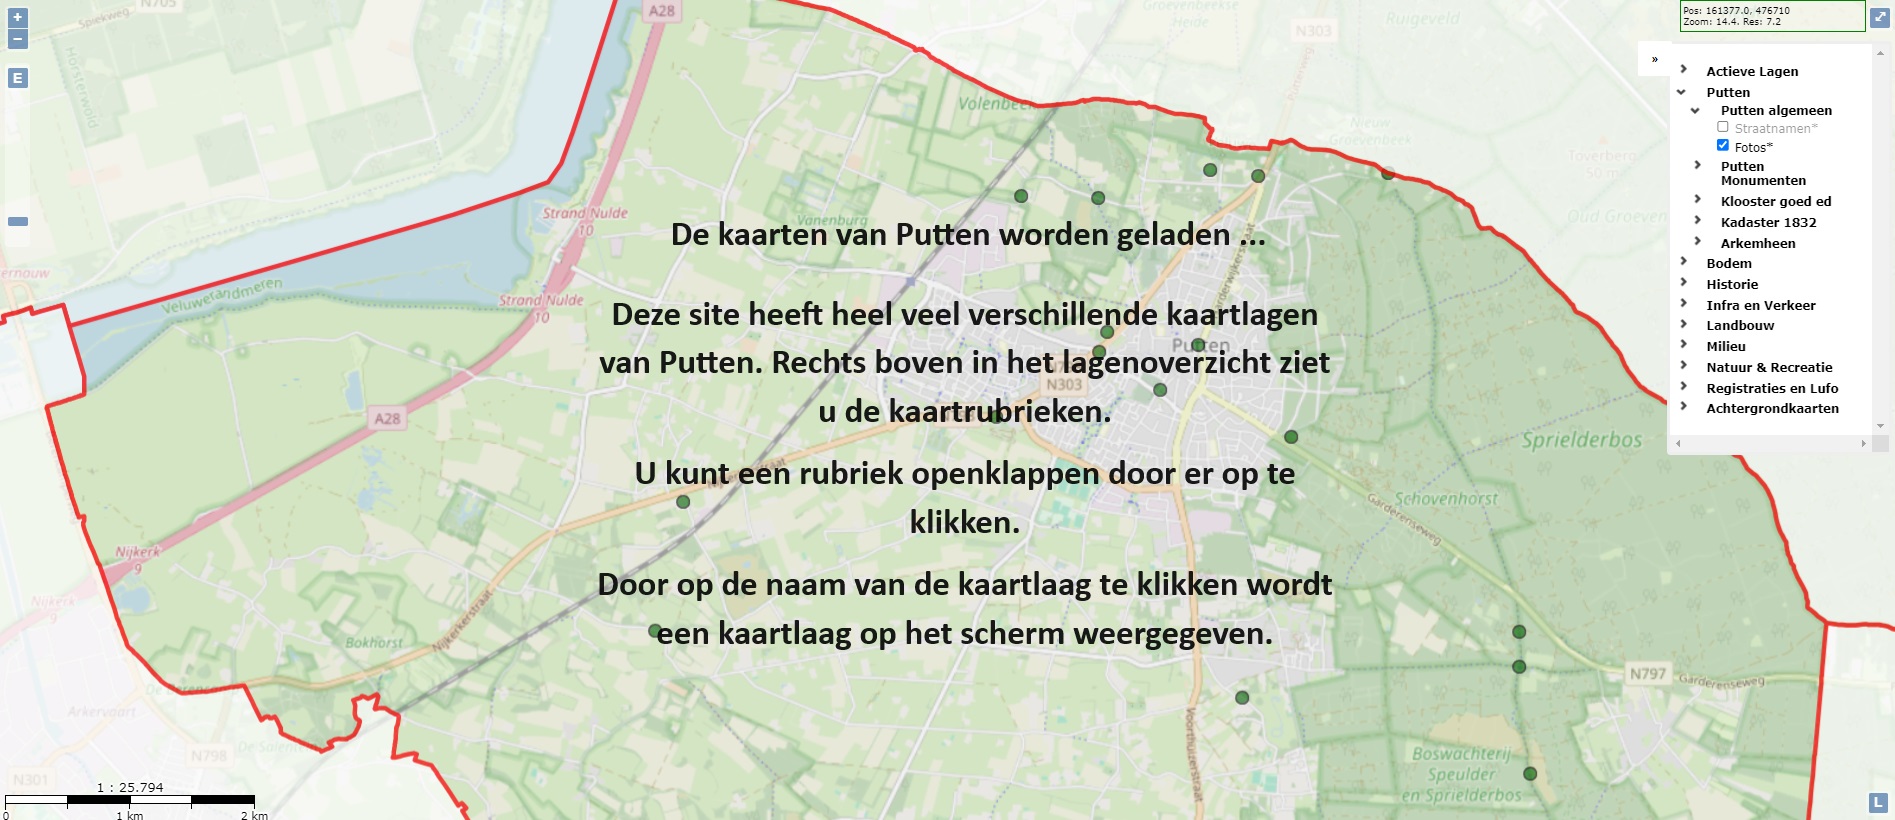 N705
Spiekweg
A28
Groevenbeekse
Heide
Ruigeveld
N303
Pos: 161377.0, 476710
Zoom: 14.4. Res: 7.2
+
−
E
»
Actieve Lagen
Putten
Putten algemeen
Straatnamen*
Fotos*
Putten
Monumenten
Klooster goed ed
Kadaster 1832
Arkemheen
Bodem
Historie
Infra en Verkeer
Landbouw
Milieu
Natuur & Recreatie
Registraties en Lufo
Achtergrondkaarten
Horsterwold
Volenbeek
Nieuw
Groevenbeek
Toverberg
50 m
Oud Groeven
Strand Nulde
10
Vanenburg
Garderwijkerstraat
De kaarten van Putten worden geladen ...
ernauw
Veluwerandmeren
Strand Nulde
10
Deze site heeft heel veel verschillende kaartlagen
van Putten. Rechts boven in het lagenoverzicht ziet
u de kaartrubrieken.
Putten
N303
A28
Sprielderbos
U kunt een rubriek openklappen door er op te
klikken.
Schovenhorst
Garderenseweg
Nijkerk
9
Nijkerk
9
Door op de naam van de kaartlaag te klikken wordt
een kaartlaag op het scherm weergegeven.
Nijkerkerstraat
Bokhorst
N797
Garderenseweg
Arkervaart
N798
Voorthuizerstraat
Boswachterij
Speulder
en Sprielderbos
N301
1 : 25.794
0
1 km
2 km
L